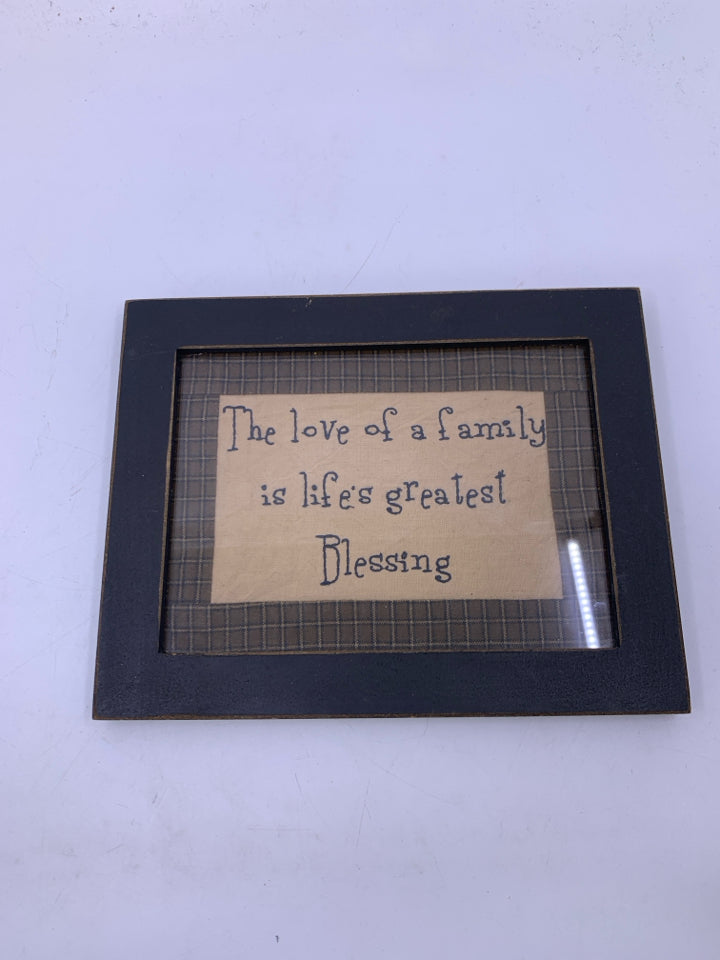 The love of a family
is life's greatest
Blessing